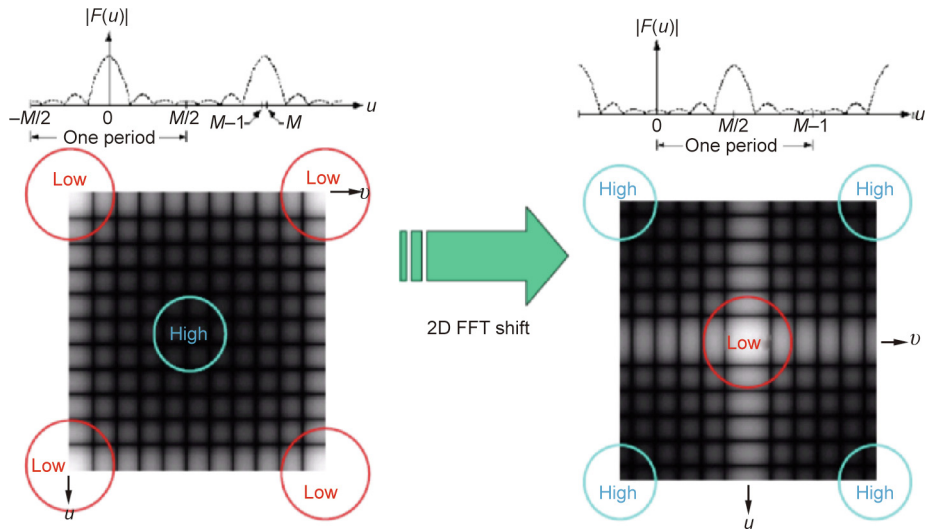 |F(u)|
u
–M/2
0
M/2
M–1
M
One period
|F(u)|
u
0
M/2
M–1
One period
Low
Low
υ
High
Low
Low
u
2D FFT shift
High
High
Low
υ
High
High
u